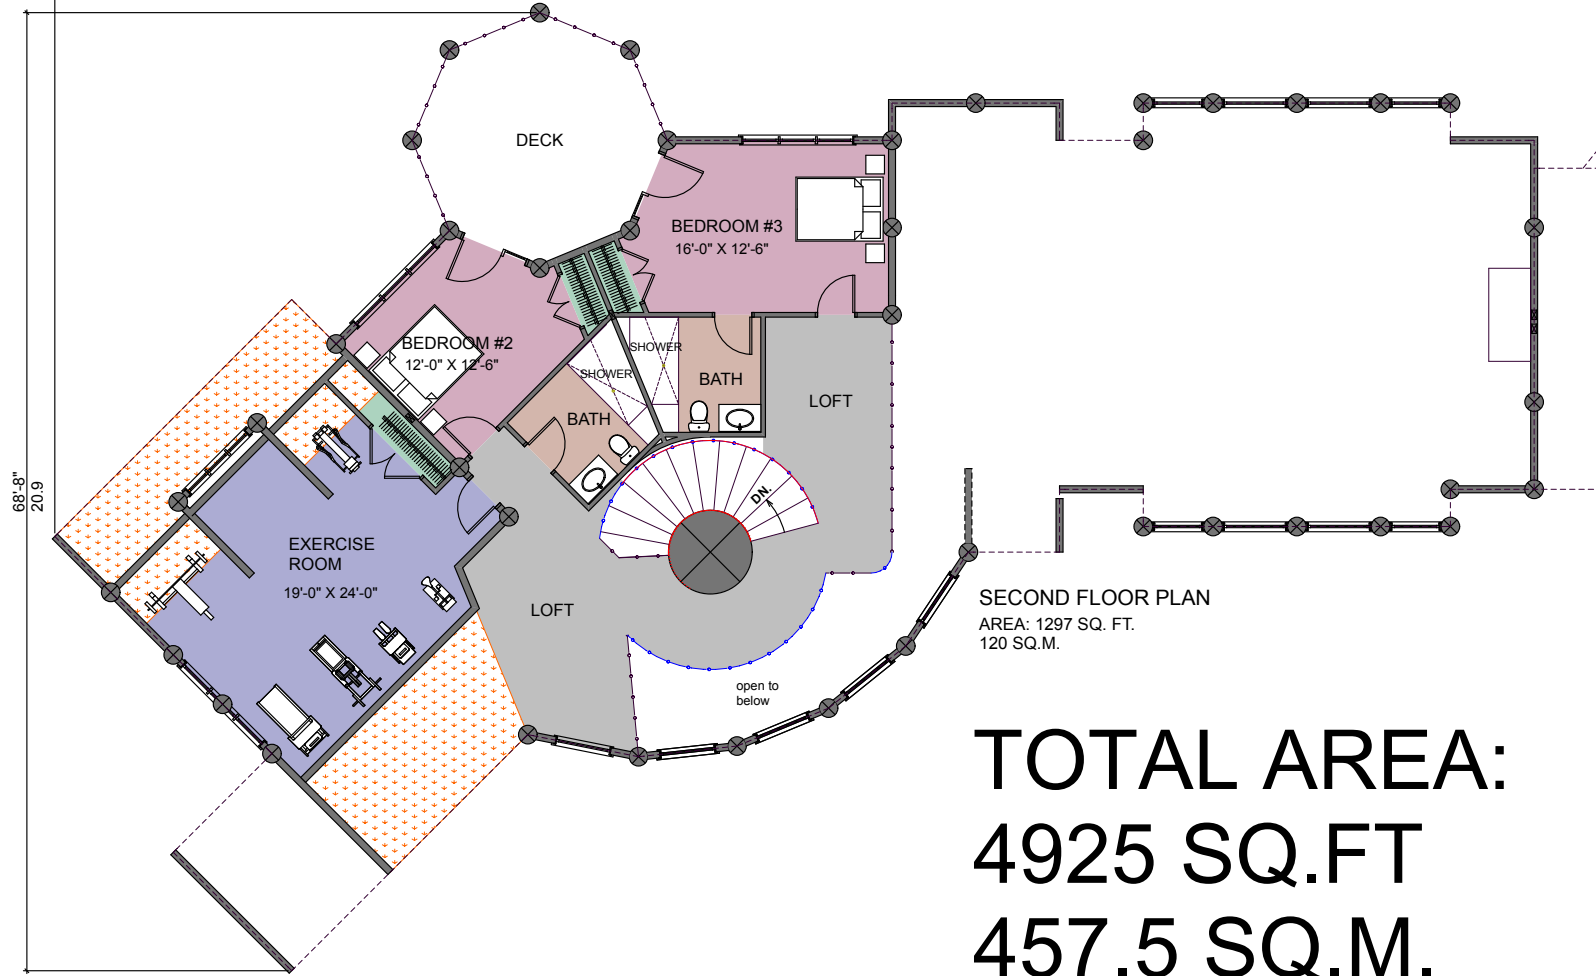 DECK
BEDROOM #3
16'-0" X 12'-6"
BEDROOM #2
12'-0" X 12'-6"
SHOWER
SHOWER
BATH
BATH
LOFT
DN.
EXERCISE
ROOM
19'-0" X 24'-0"
LOFT
open to
below
68'-8"
20.9
SECOND FLOOR PLAN
AREA: 1297 SQ. FT.
120 SQ.M.
TOTAL AREA:
4925 SQ.FT
457.5 SQ.M.